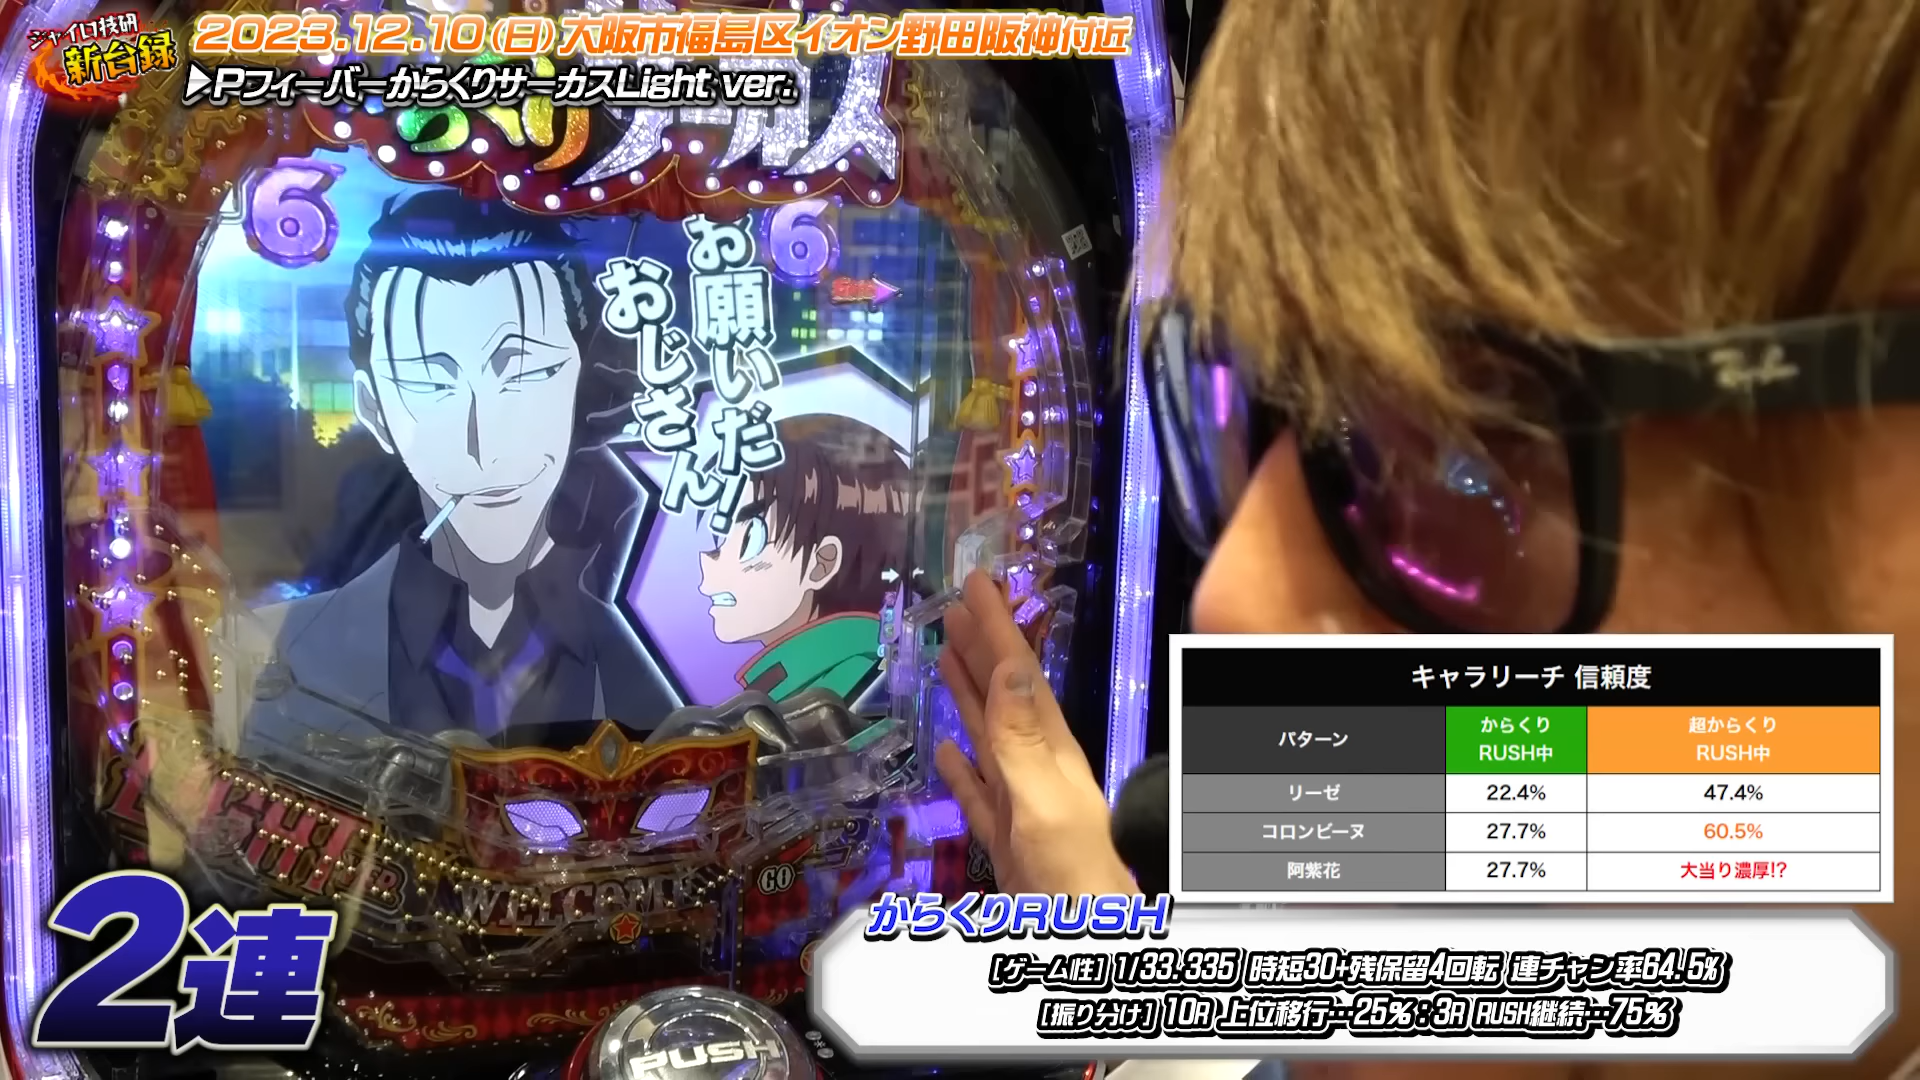 ジャイロ技研
新台録
2023.12.10(日)大阪市福島区イオン野田阪神付近
▶PフィーバーからくりサーカスLight ver.
6
6
お願いだ!
おじさん
WELCOME
GO
PUSH
Ray-Ban
2連
キャラリーチ 信頼度
パターン
からくり
RUSH中
超からくり
RUSH中
リーゼ 22.4% 47.4%
コロンビーヌ 27.7% 60.5%
阿紫花 27.7% 大当り濃厚!?
からくりRUSH
[ゲーム性] 1/33.335 時短30+残保留4回転 連チャン率64.5%
[振り分け] 10R 上位移行…25%:3R RUSH継続…75%